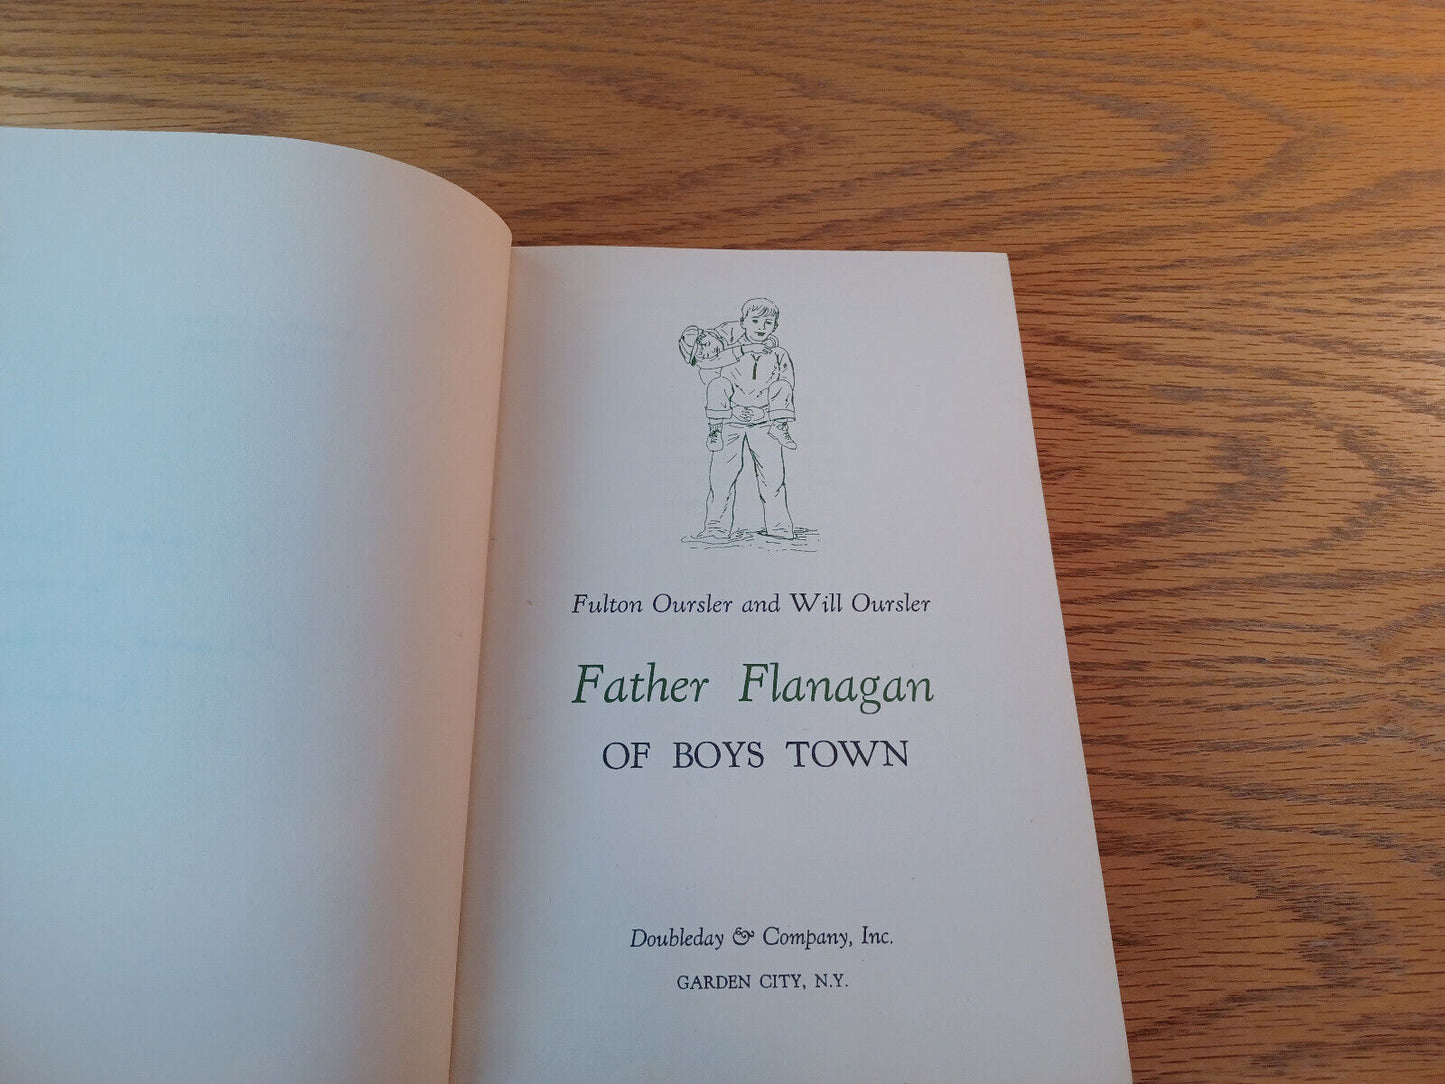 Fulton Oursler and Will Oursler
Father Flanagan
OF BOYS TOWN
Doubleday & Company, Inc.
GARDEN CITY, N.Y.